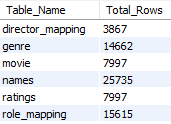 Table_Name Total_Rows
director_mapping 3867
genre 14662
movie 7997
names 25735
ratings 7997
role_mapping 15615